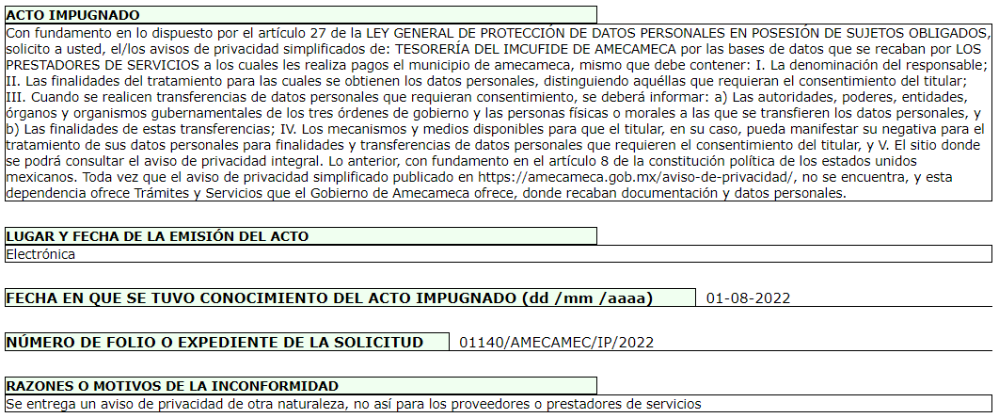 ACTO IMPUGNADO
Con fundamento en lo dispuesto por el artículo 27 de la LEY GENERAL DE PROTECCIÓN DE DATOS PERSONALES EN POSESIÓN DE SUJETOS OBLIGADOS,
solicito a usted, el/los avisos de privacidad simplificados de: TESORERÍA DEL IMCUFIDE DE AMECAMECA por las bases de datos que se recaban por LOS
PRESTADORES DE SERVICIOS a los cuales les realiza pagos el municipio de amecameca, mismo que debe contener: I. La denominación del responsable;
II. Las finalidades del tratamiento para las cuales se obtienen los datos personales, distinguiendo aquéllas que requieran el consentimiento del titular;
III. Cuando se realicen transferencias de datos personales que requieran consentimiento, se deberá informar: a) Las autoridades, poderes, entidades,
órganos y organismos gubernamentales de los tres órdenes de gobierno y las personas físicas o morales a las que se transfieren los datos personales, y
b) Las finalidades de estas transferencias; IV. Los mecanismos y medios disponibles para que el titular, en su caso, pueda manifestar su negativa para el
tratamiento de sus datos personales para finalidades y transferencias de datos personales que requieren el consentimiento del titular, y V. El sitio donde
se podrá consultar el aviso de privacidad integral. Lo anterior, con fundamento en el artículo 8 de la constitución política de los estados unidos
mexicanos. Toda vez que el aviso de privacidad simplificado publicado en https://amecameca.gob.mx/aviso-de-privacidad/, no se encuentra, y esta
dependencia ofrece Trámites y Servicios que el Gobierno de Amecameca ofrece, donde recaban documentación y datos personales.
LUGAR Y FECHA DE LA EMISIÓN DEL ACTO
Electrónica
FECHA EN QUE SE TUVO CONOCIMIENTO DEL ACTO IMPUGNADO (dd /mm /aaaa) 01-08-2022
NÚMERO DE FOLIO O EXPEDIENTE DE LA SOLICITUD 01140/AMECAMEC/IP/2022
RAZONES O MOTIVOS DE LA INCONFORMIDAD
Se entrega un aviso de privacidad de otra naturaleza, no así para los proveedores o prestadores de servicios